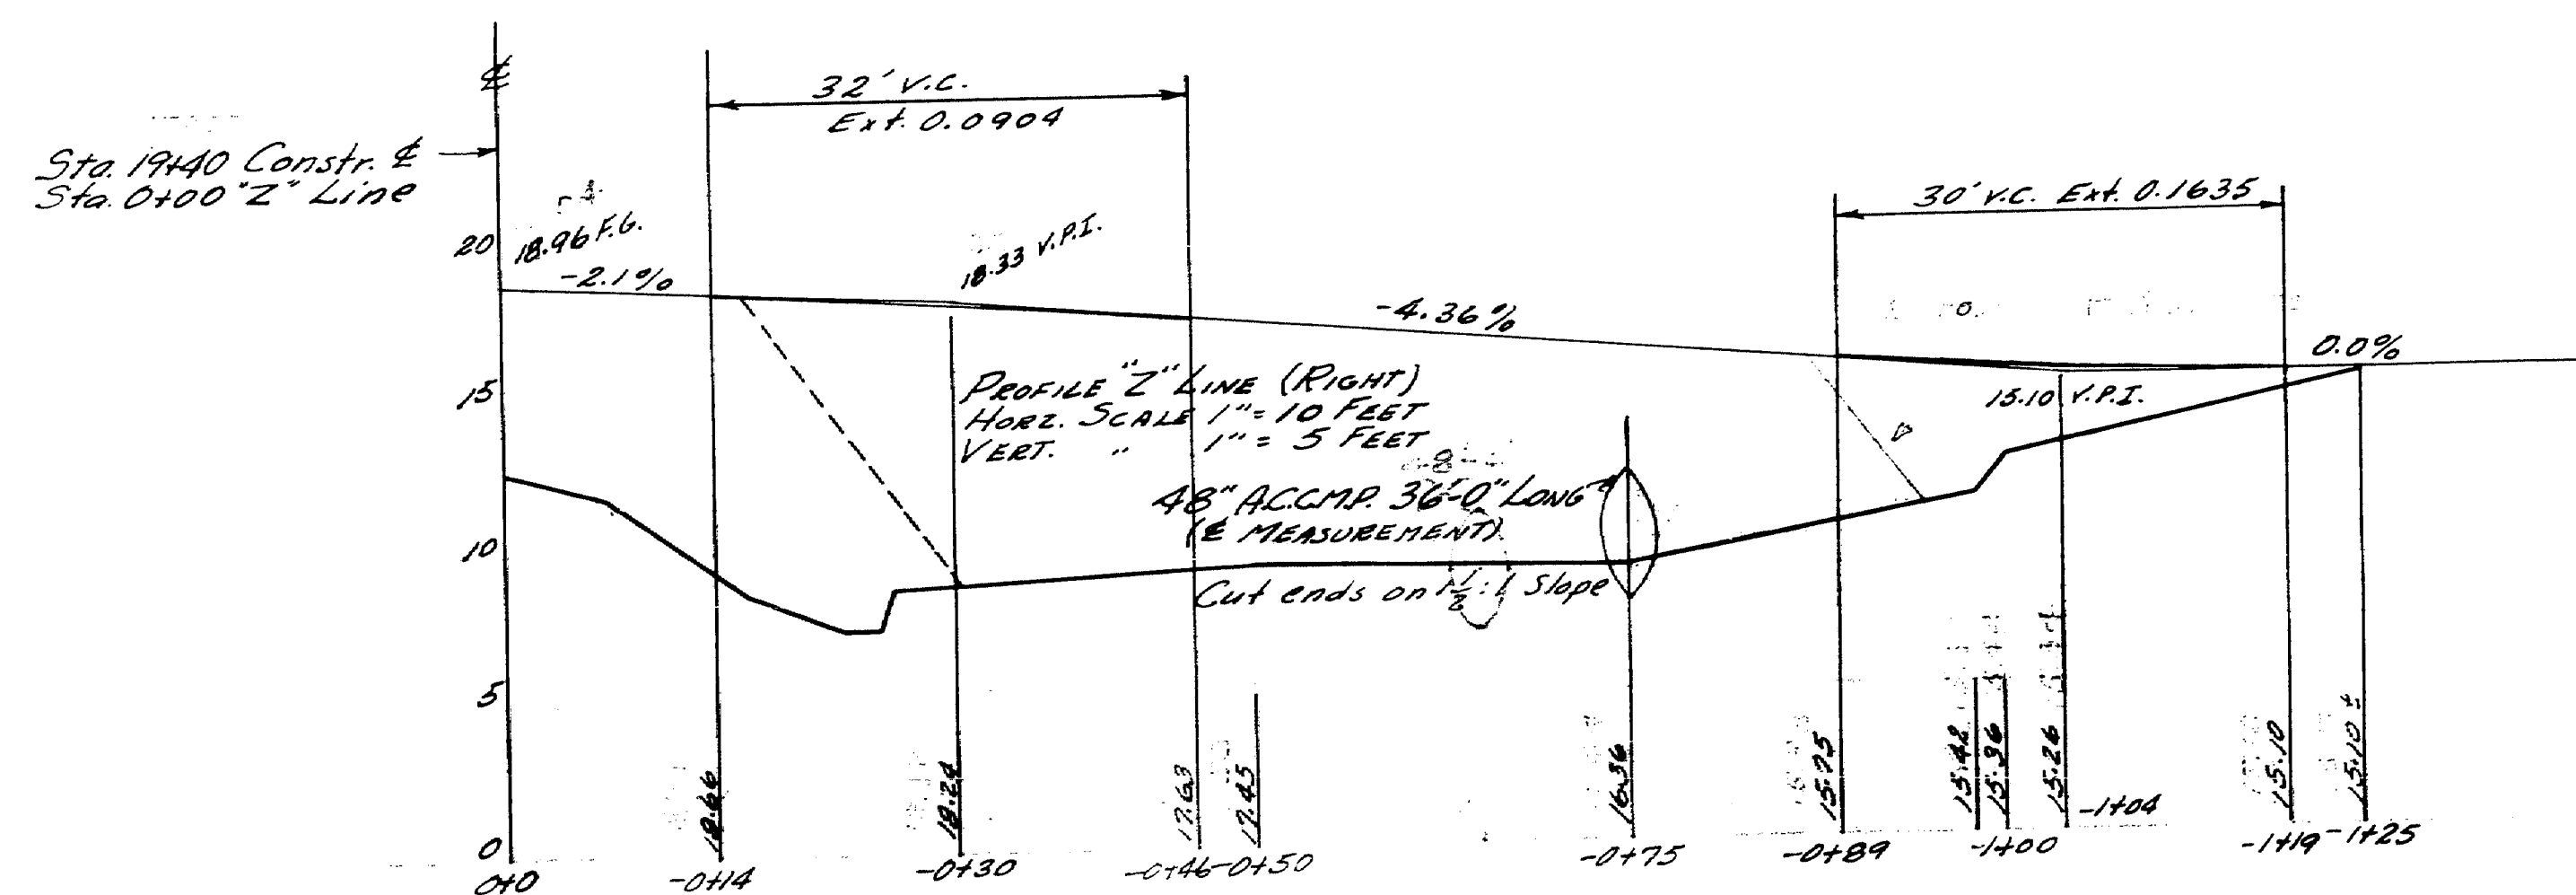 ℄
32' V.C.
Ext. 0.0904
Sta. 19+40 Constr. ℄
Sta. 0+00 "Z" Line
30' V.C. Ext. 0.1635
20
18.96 F.G.
18.33 V.P.I.
-2.1%
-4.36%
0.0%
15
PROFILE "Z" LINE (RIGHT)
HORZ. SCALE 1" = 10 FEET
VERT. " 1" = 5 FEET
15.10 V.P.I.
48" A.C.C.M.P. 36'-0" LONG
(℄ MEASUREMENT)
10
Cut ends on 1½:1 Slope
5
18.66
18.24
17.63
17.45
16.36
15.75
15.42
15.36
15.26
15.10
15.10 ±
0
0+0
-0+14
-0+30
-0+46
-0+50
-0+75
-0+89
-1+00
-1+04
-1+19
-1+25